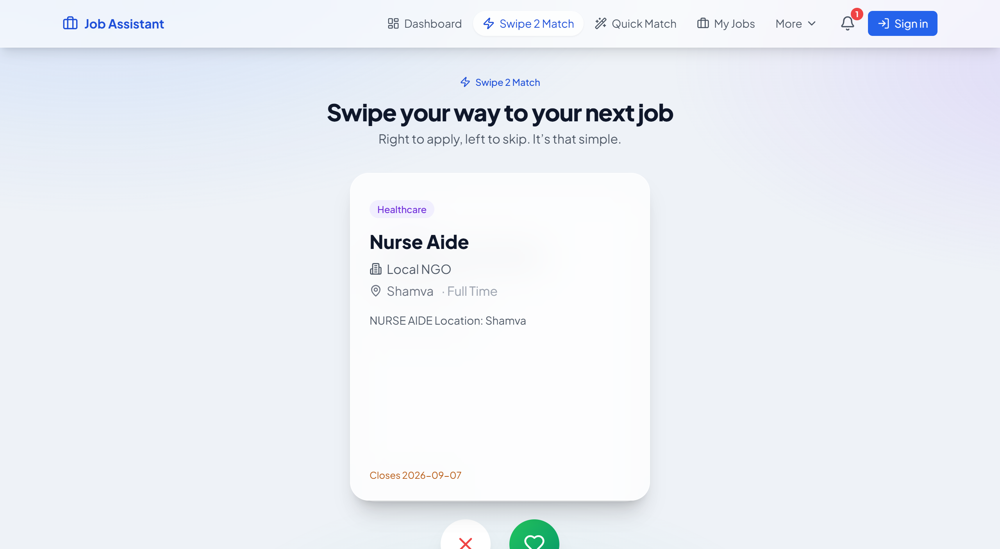 Job Assistant
Dashboard
Swipe 2 Match
Quick Match
My Jobs
More
1
Sign in
Swipe 2 Match
Swipe your way to your next job
Right to apply, left to skip. It’s that simple.
Healthcare
Nurse Aide
Local NGO
Shamva · Full Time
NURSE AIDE Location: Shamva
Closes 2026-09-07